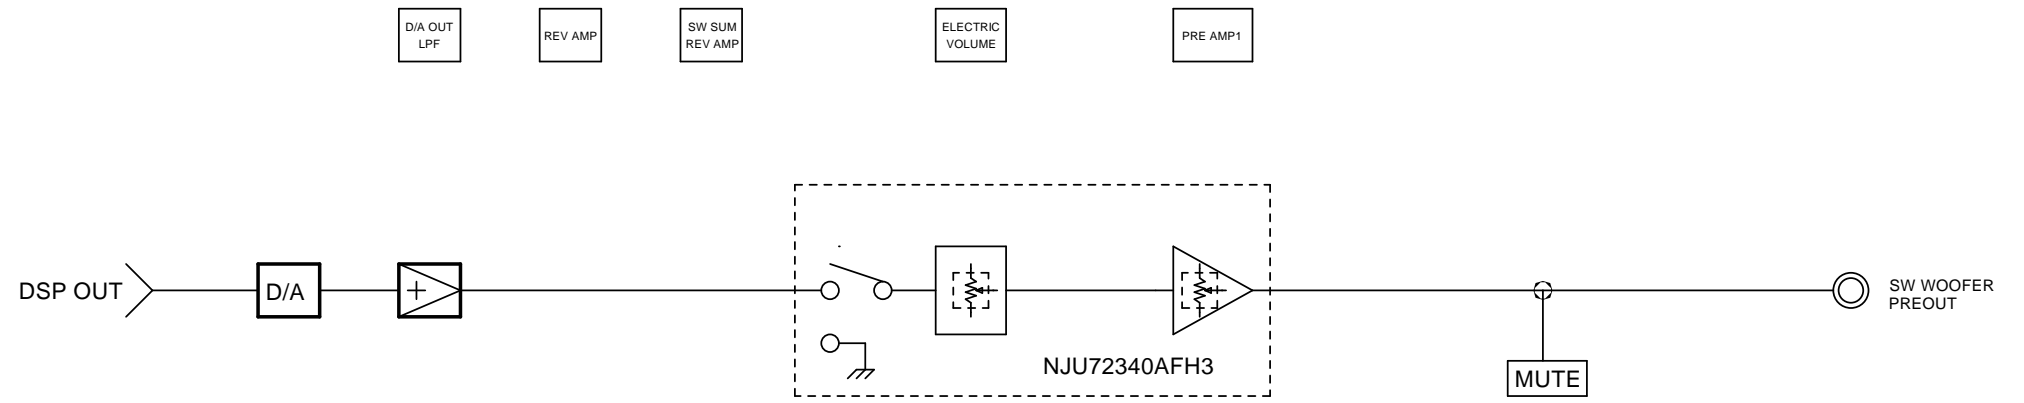 D/A OUT
LPF
REV AMP
SW SUM
REV AMP
ELECTRIC
VOLUME
PRE AMP1
DSP OUT
D/A
+
NJU72340AFH3
MUTE
SW WOOFER
PREOUT